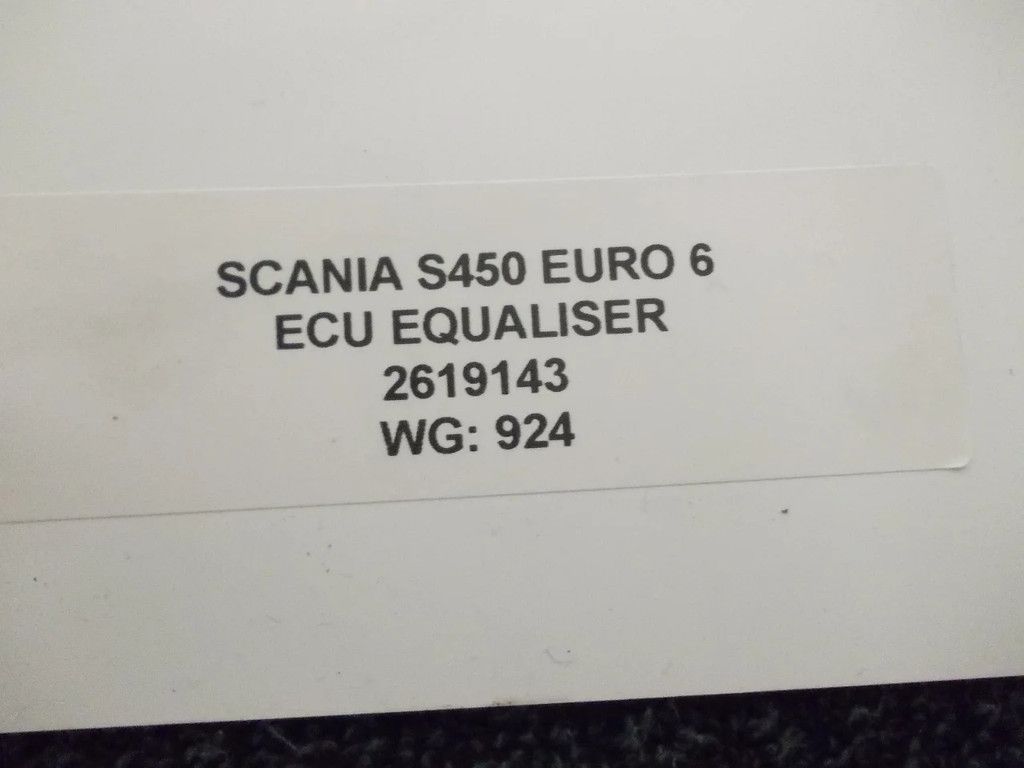 SCANIA S450 EURO 6
ECU EQUALISER
2619143
WG: 924